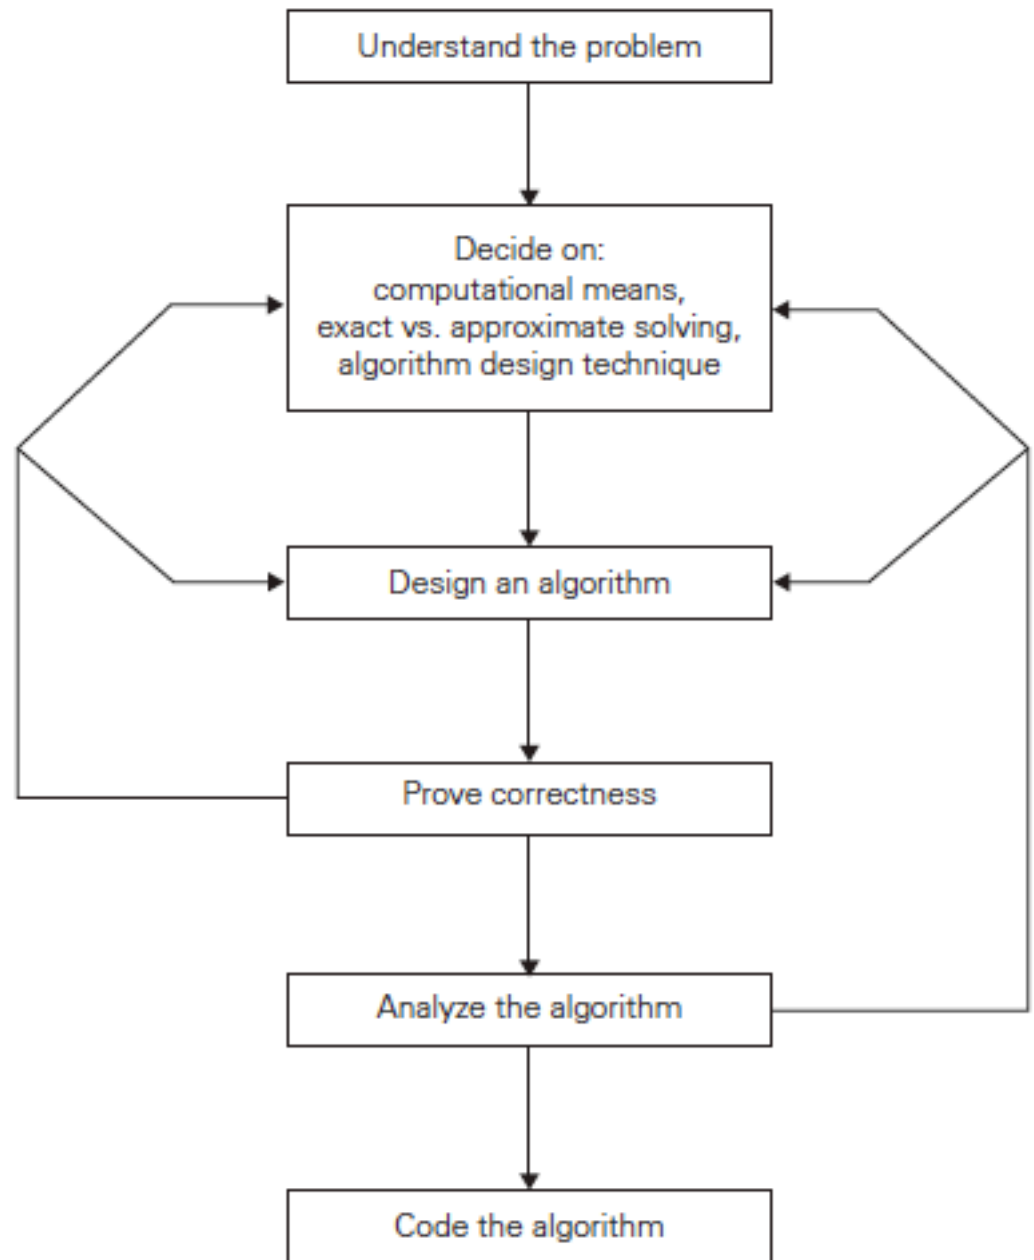 Understand the problem
Decide on:
computational means,
exact vs. approximate solving,
algorithm design technique
Design an algorithm
Prove correctness
Analyze the algorithm
Code the algorithm